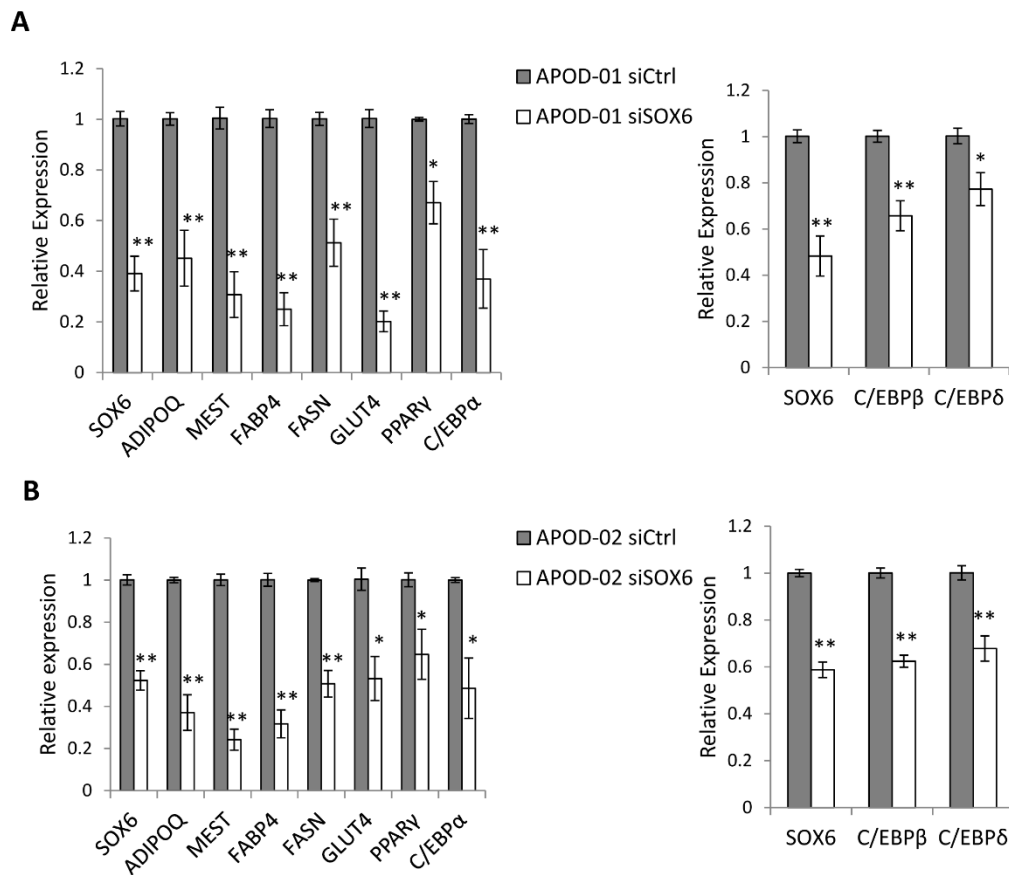 A
Relative Expression
1.2
1
0.8
0.6
0.4
0.2
0
** ** ** ** ** ** * **
SOX6 ADIPOQ MEST FABP4 FASN GLUT4 PPARγ C/EBPα
APOD-01 siCtrl
APOD-01 siSOX6
Relative Expression
1.2
1
0.8
0.6
0.4
0.2
0
** ** *
SOX6 C/EBPβ C/EBPδ
B
Relative expression
1.2
1
0.8
0.6
0.4
0.2
0
** ** ** ** ** * * *
SOX6 ADIPOQ MEST FABP4 FASN GLUT4 PPARγ C/EBPα
APOD-02 siCtrl
APOD-02 siSOX6
Relative Expression
1.2
1
0.8
0.6
0.4
0.2
0
** ** **
SOX6 C/EBPβ C/EBPδ